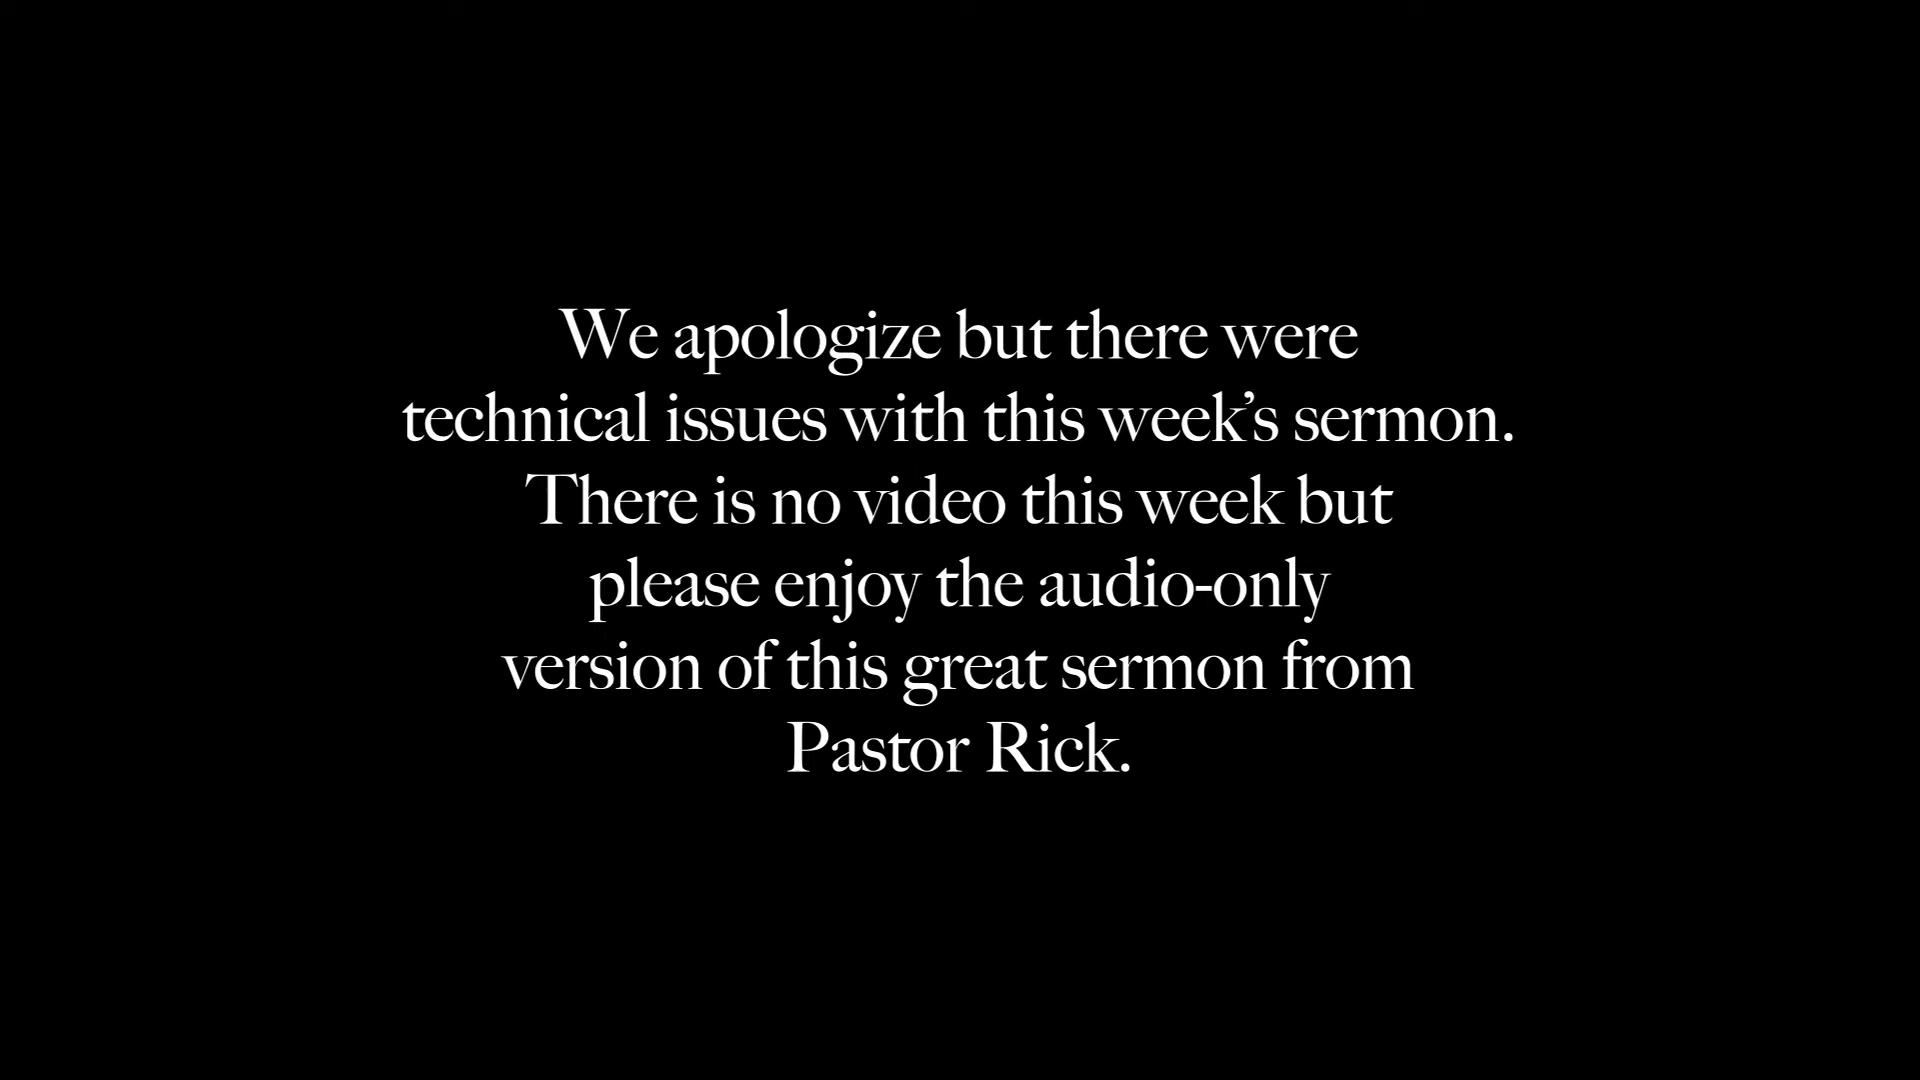 We apologize but there were
technical issues with this week’s sermon.
There is no video this week but
please enjoy the audio-only
version of this great sermon from
Pastor Rick.